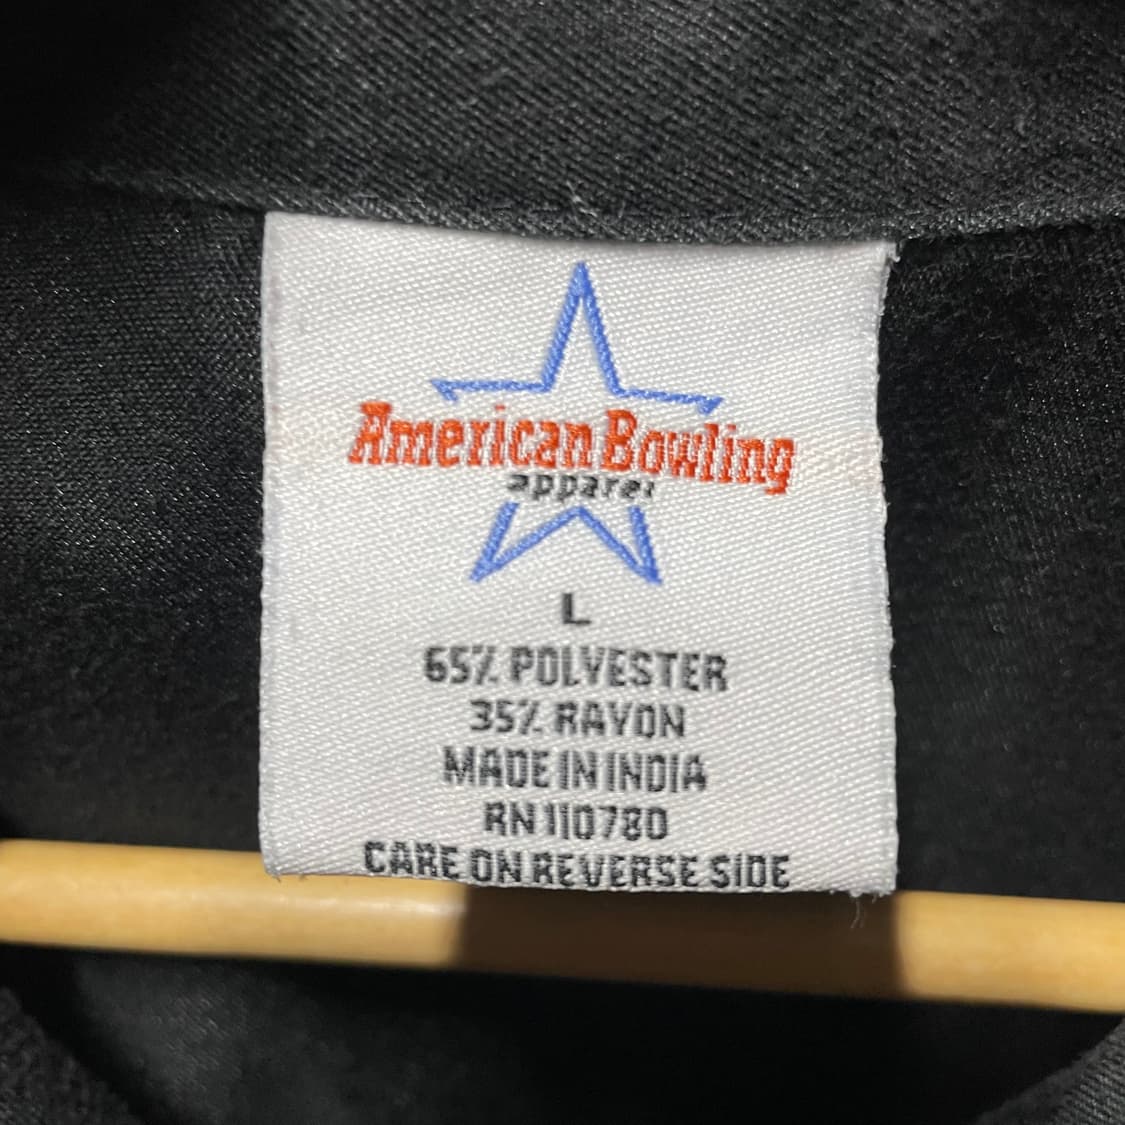 American Bowling
apparel
L
65% POLYESTER
35% RAYON
MADE IN INDIA
RN 110780
CARE ON REVERSE SIDE